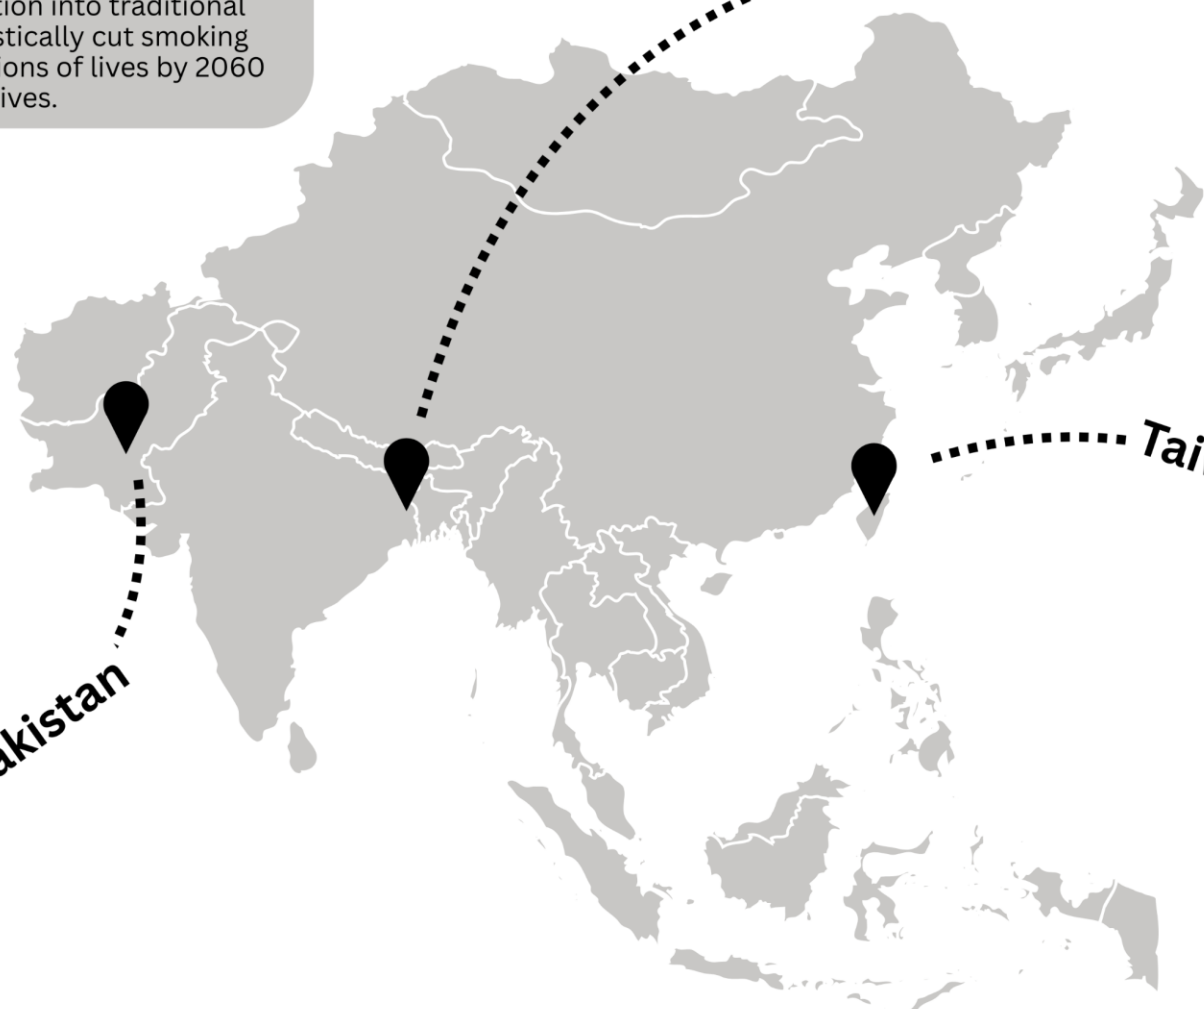 tion into traditional
stically cut smoking
ions of lives by 2060
ives.
Tai
akistan